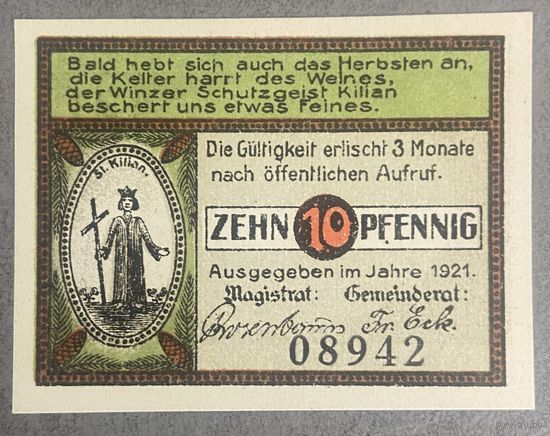 Bald hebt sich auch das Herbsten an,
die Kelter harrt des Weines,
der Winzer Schutzgeist Kilian
beschert uns etwas Feines.
St. Kilian.
Die Gültigkeit erlischt 3 Monate
nach öffentlichen Aufruf.
ZEHN 10 PFENNIG
Ausgegeben im Jahre 1921.
Magistrat: Gemeinderat:
Rosenbaum Fr. Eck.
08942